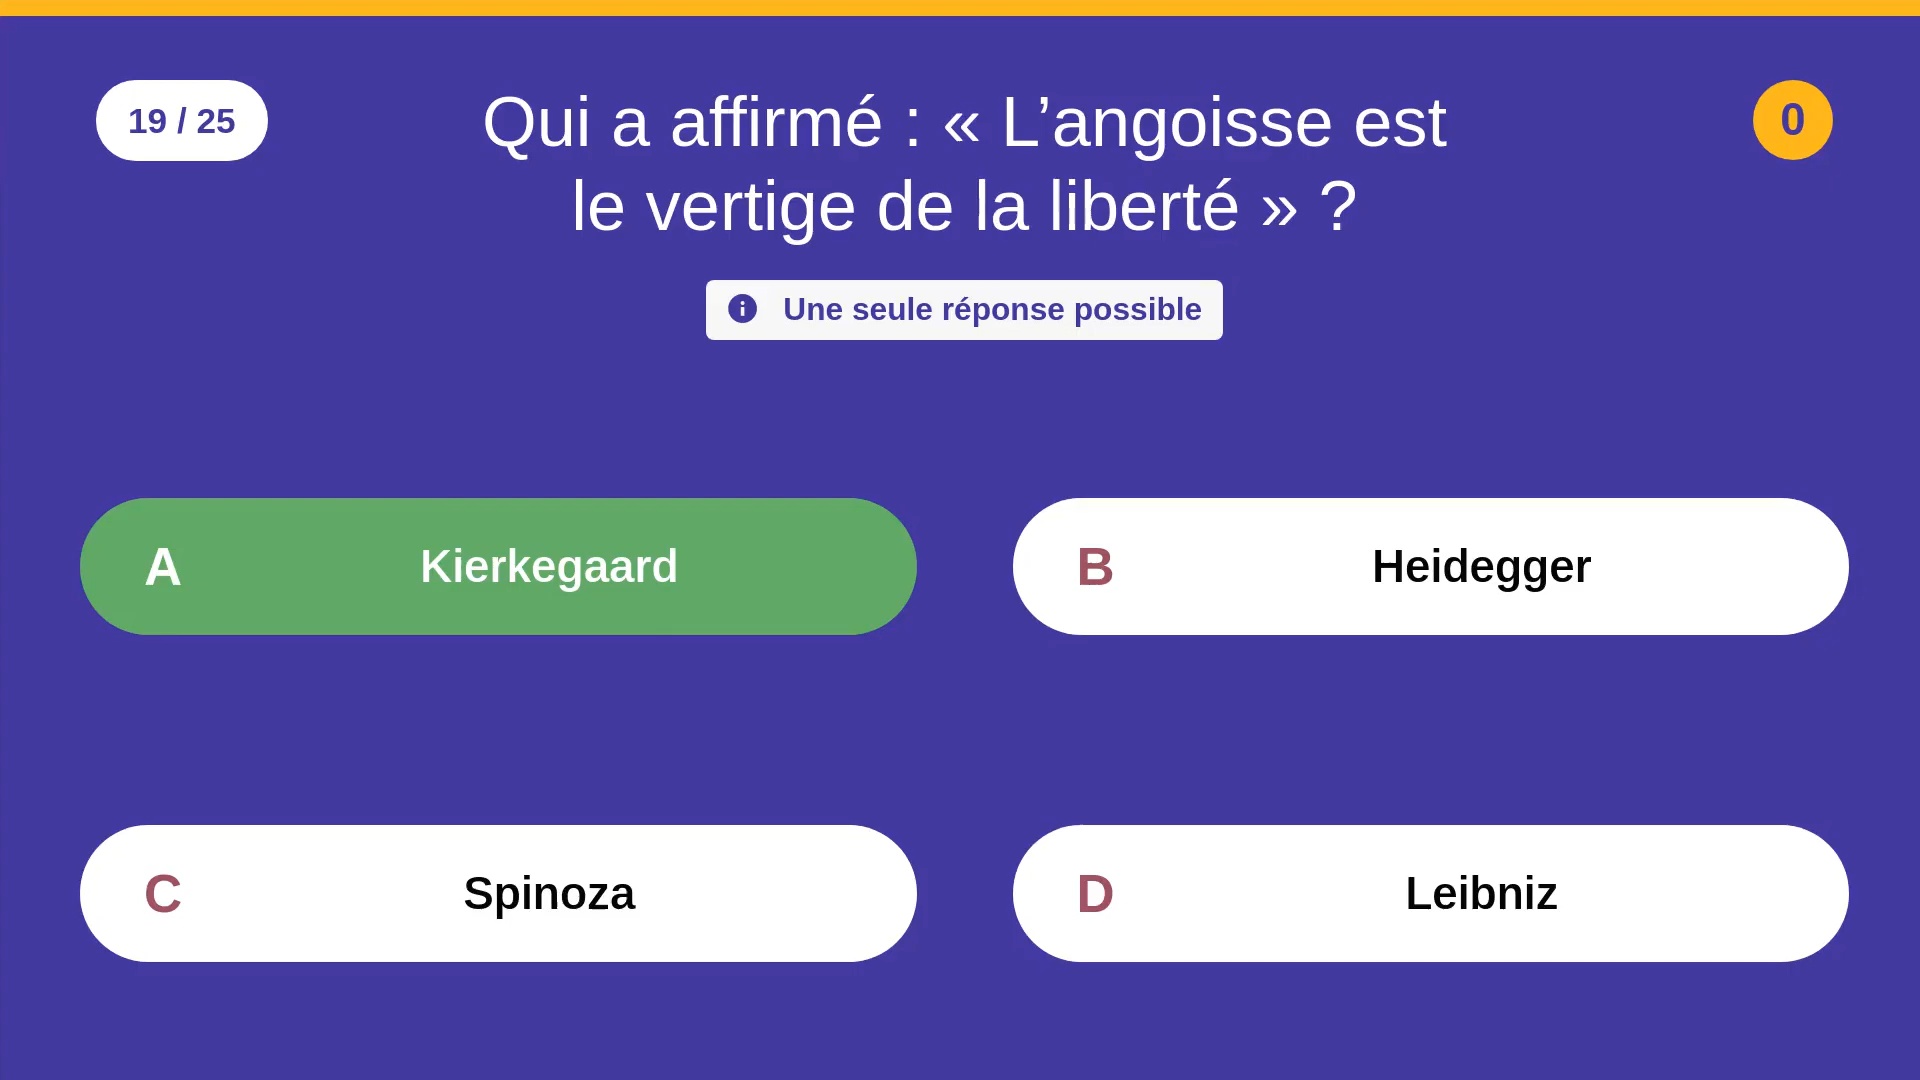 19 / 25
Qui a affirmé : « L’angoisse est
le vertige de la liberté » ?
0
Une seule réponse possible
A Kierkegaard
B Heidegger
C Spinoza
D Leibniz